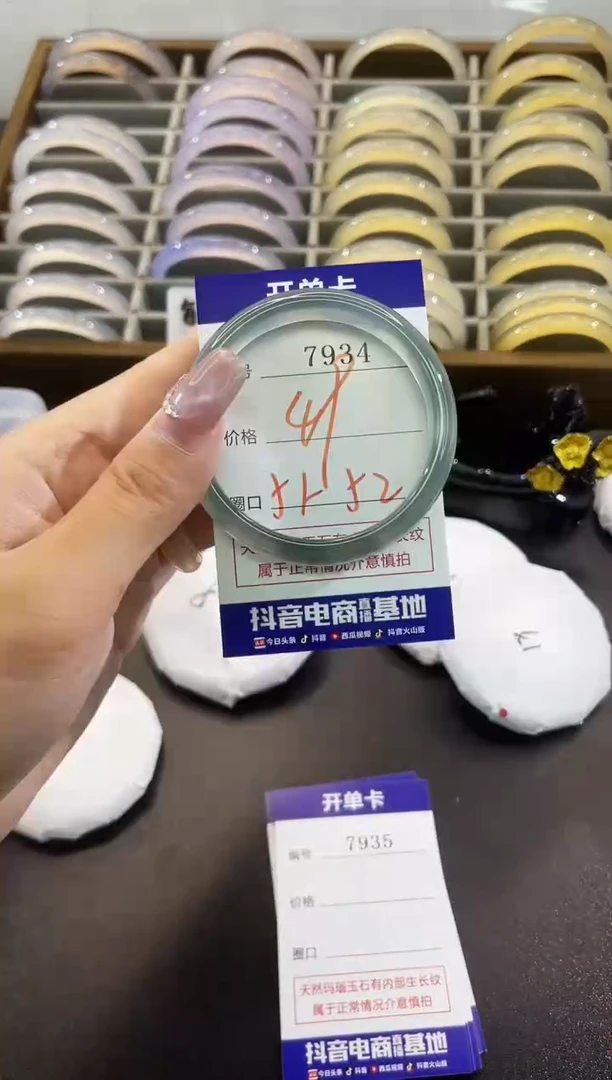 开单卡
号 7934
价格
圈口 51 52
属于正常情况介意慎拍
抖音电商直播基地
今日头条 抖音 西瓜视频 抖音火山版
开单卡
编号 7935
价格
圈口
天然玛瑙玉石有内部生长纹
属于正常情况介意慎拍
抖音电商直播基地
今日头条 抖音 西瓜视频 抖音火山版